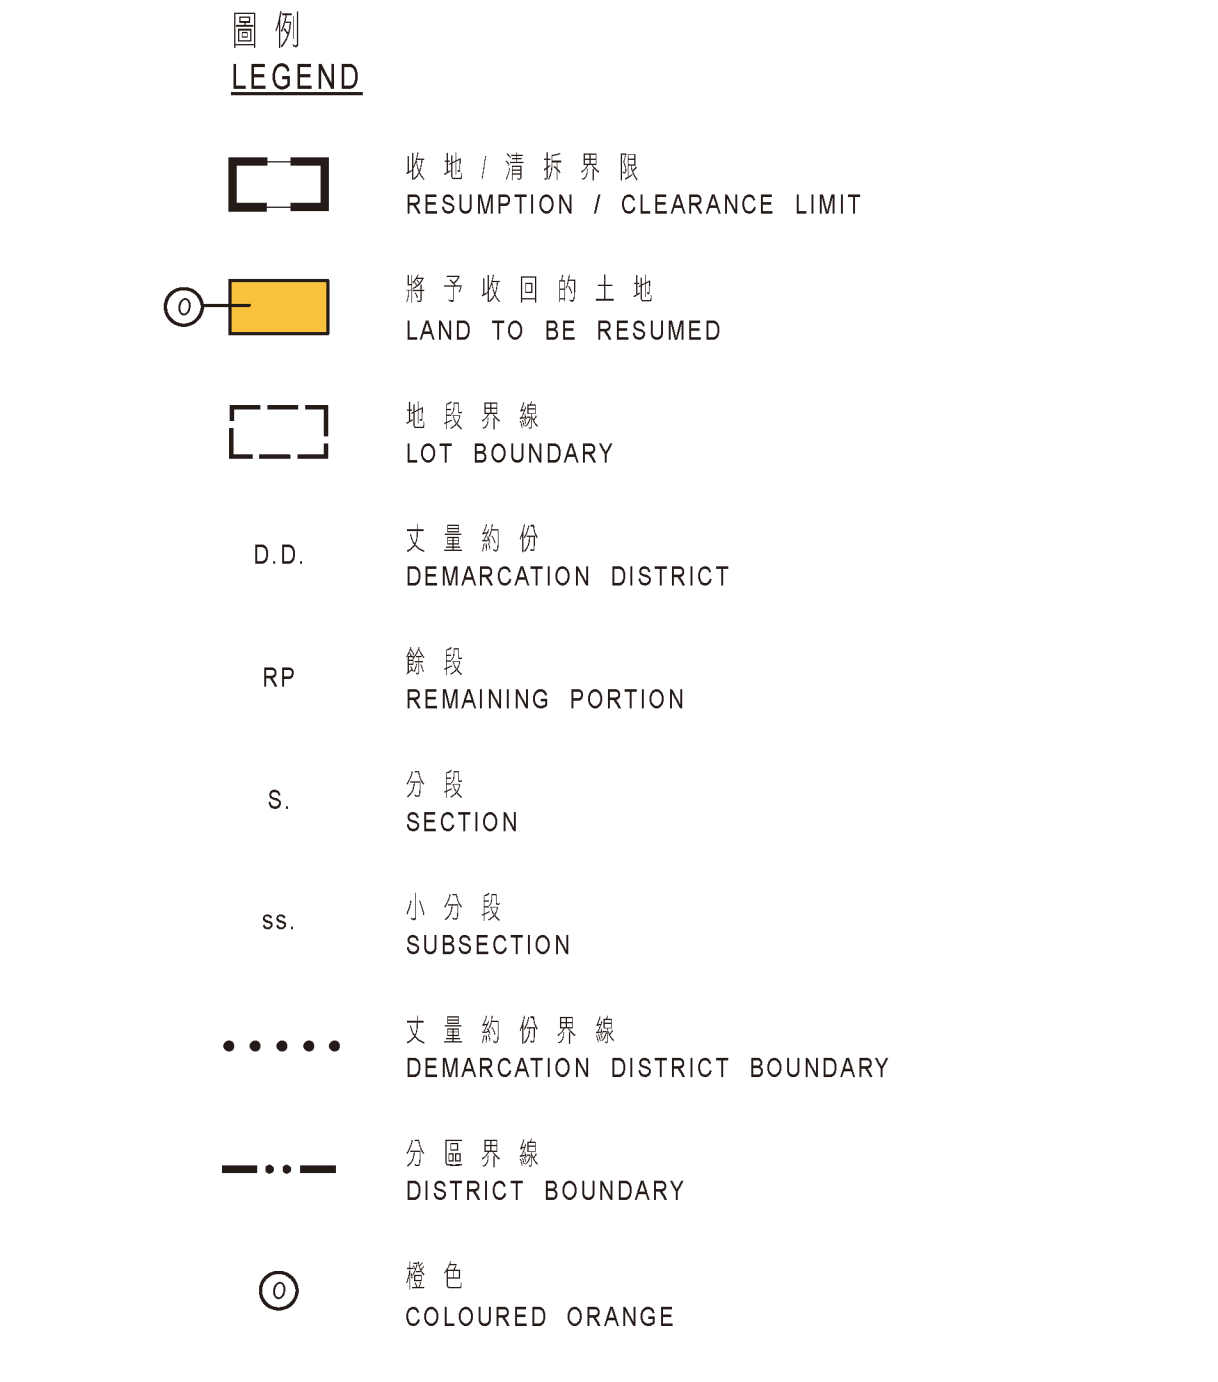 圖例
LEGEND
收地/清拆界限
RESUMPTION / CLEARANCE LIMIT
O
將予收回的土地
LAND TO BE RESUMED
地段界線
LOT BOUNDARY
D.D.
丈量約份
DEMARCATION DISTRICT
RP
餘段
REMAINING PORTION
S.
分段
SECTION
ss.
小分段
SUBSECTION
丈量約份界線
DEMARCATION DISTRICT BOUNDARY
分區界線
DISTRICT BOUNDARY
O
橙色
COLOURED ORANGE